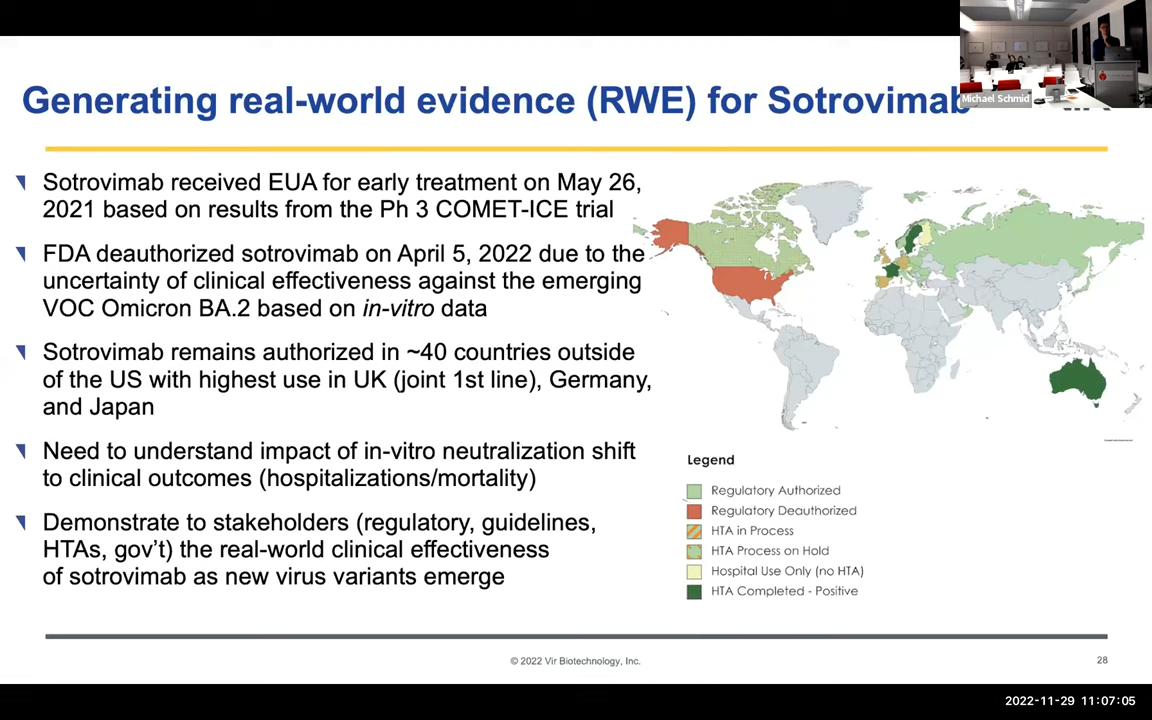 Generating real-world evidence (RWE) for Sotrovimab
Michael Schmid
Sotrovimab received EUA for early treatment on May 26,
2021 based on results from the Ph 3 COMET-ICE trial
FDA deauthorized sotrovimab on April 5, 2022 due to the
uncertainty of clinical effectiveness against the emerging
VOC Omicron BA.2 based on in-vitro data
Sotrovimab remains authorized in ~40 countries outside
of the US with highest use in UK (joint 1st line), Germany,
and Japan
Need to understand impact of in-vitro neutralization shift
to clinical outcomes (hospitalizations/mortality)
Demonstrate to stakeholders (regulatory, guidelines,
HTAs, gov’t) the real-world clinical effectiveness
of sotrovimab as new virus variants emerge
Legend
Regulatory Authorized
Regulatory Deauthorized
HTA in Process
HTA Process on Hold
Hospital Use Only (no HTA)
HTA Completed - Positive
© 2022 Vir Biotechnology, Inc.
28
2022-11-29 11:07:05